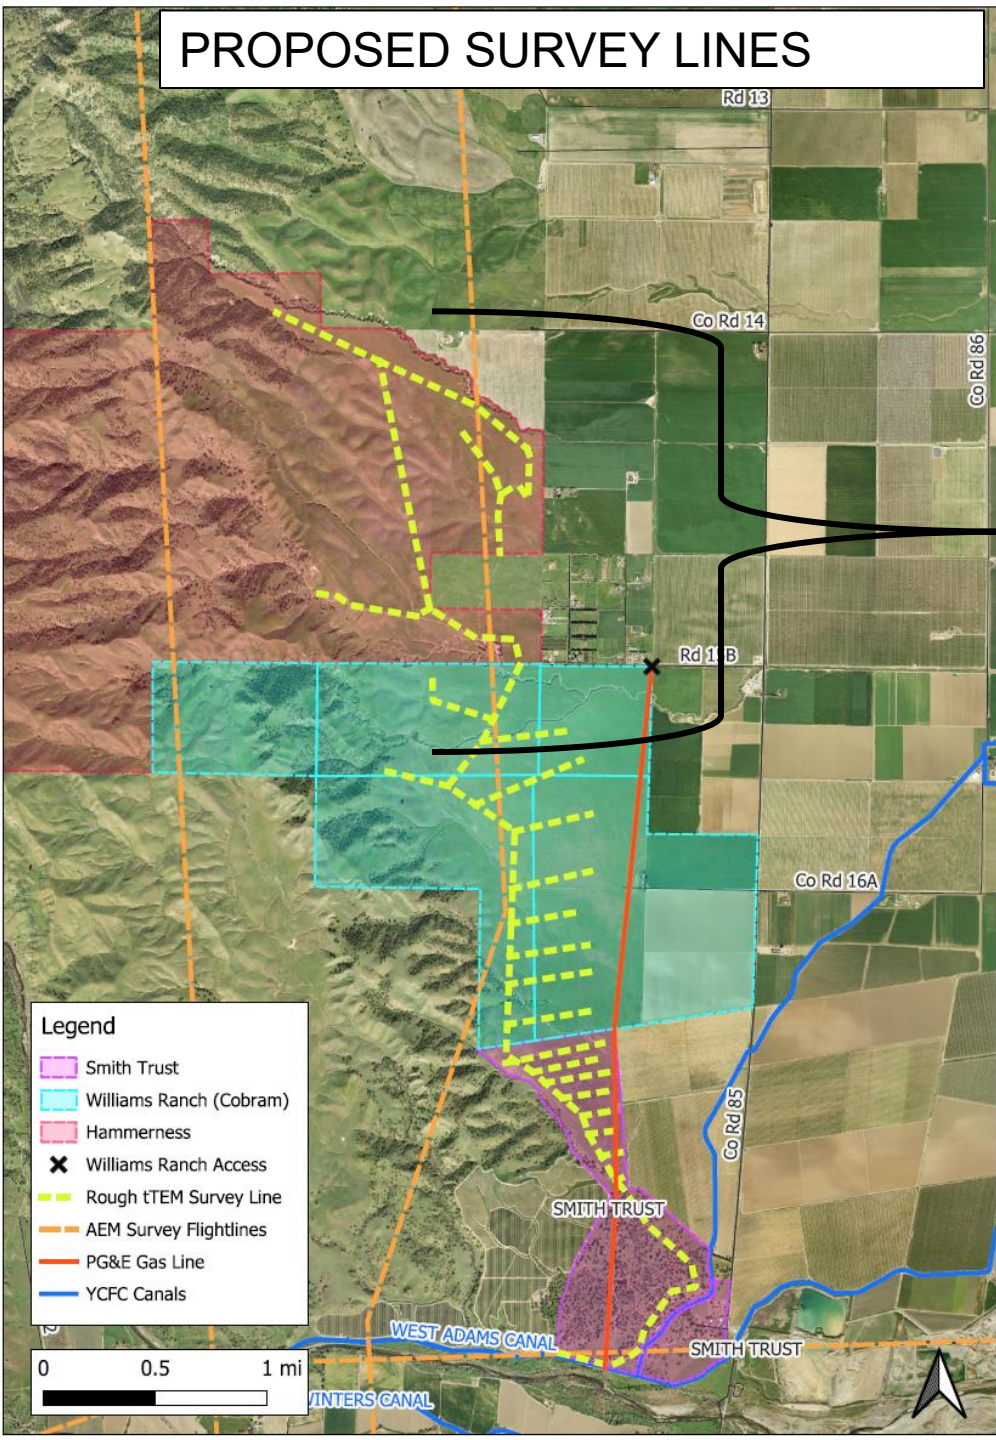 PROPOSED SURVEY LINES
Rd 13
Co Rd 14
Co Rd 86
Rd 15B
Co Rd 16A
Co Rd 85
Legend
Smith Trust
Williams Ranch (Cobram)
Hammerness
Williams Ranch Access
Rough tTEM Survey Line
AEM Survey Flightlines
PG&E Gas Line
YCFC Canals
SMITH TRUST
WEST ADAMS CANAL
SMITH TRUST
0 0.5 1 mi
WINTERS CANAL